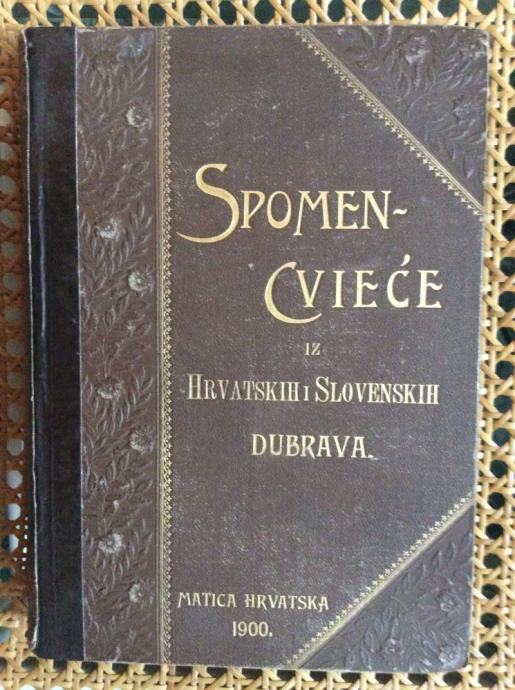 SPOMEN-
CVIEĆE
IZ
HRVATSKIH I SLOVENSKIH
DUBRAVA.
MATICA HRVATSKA
1900.